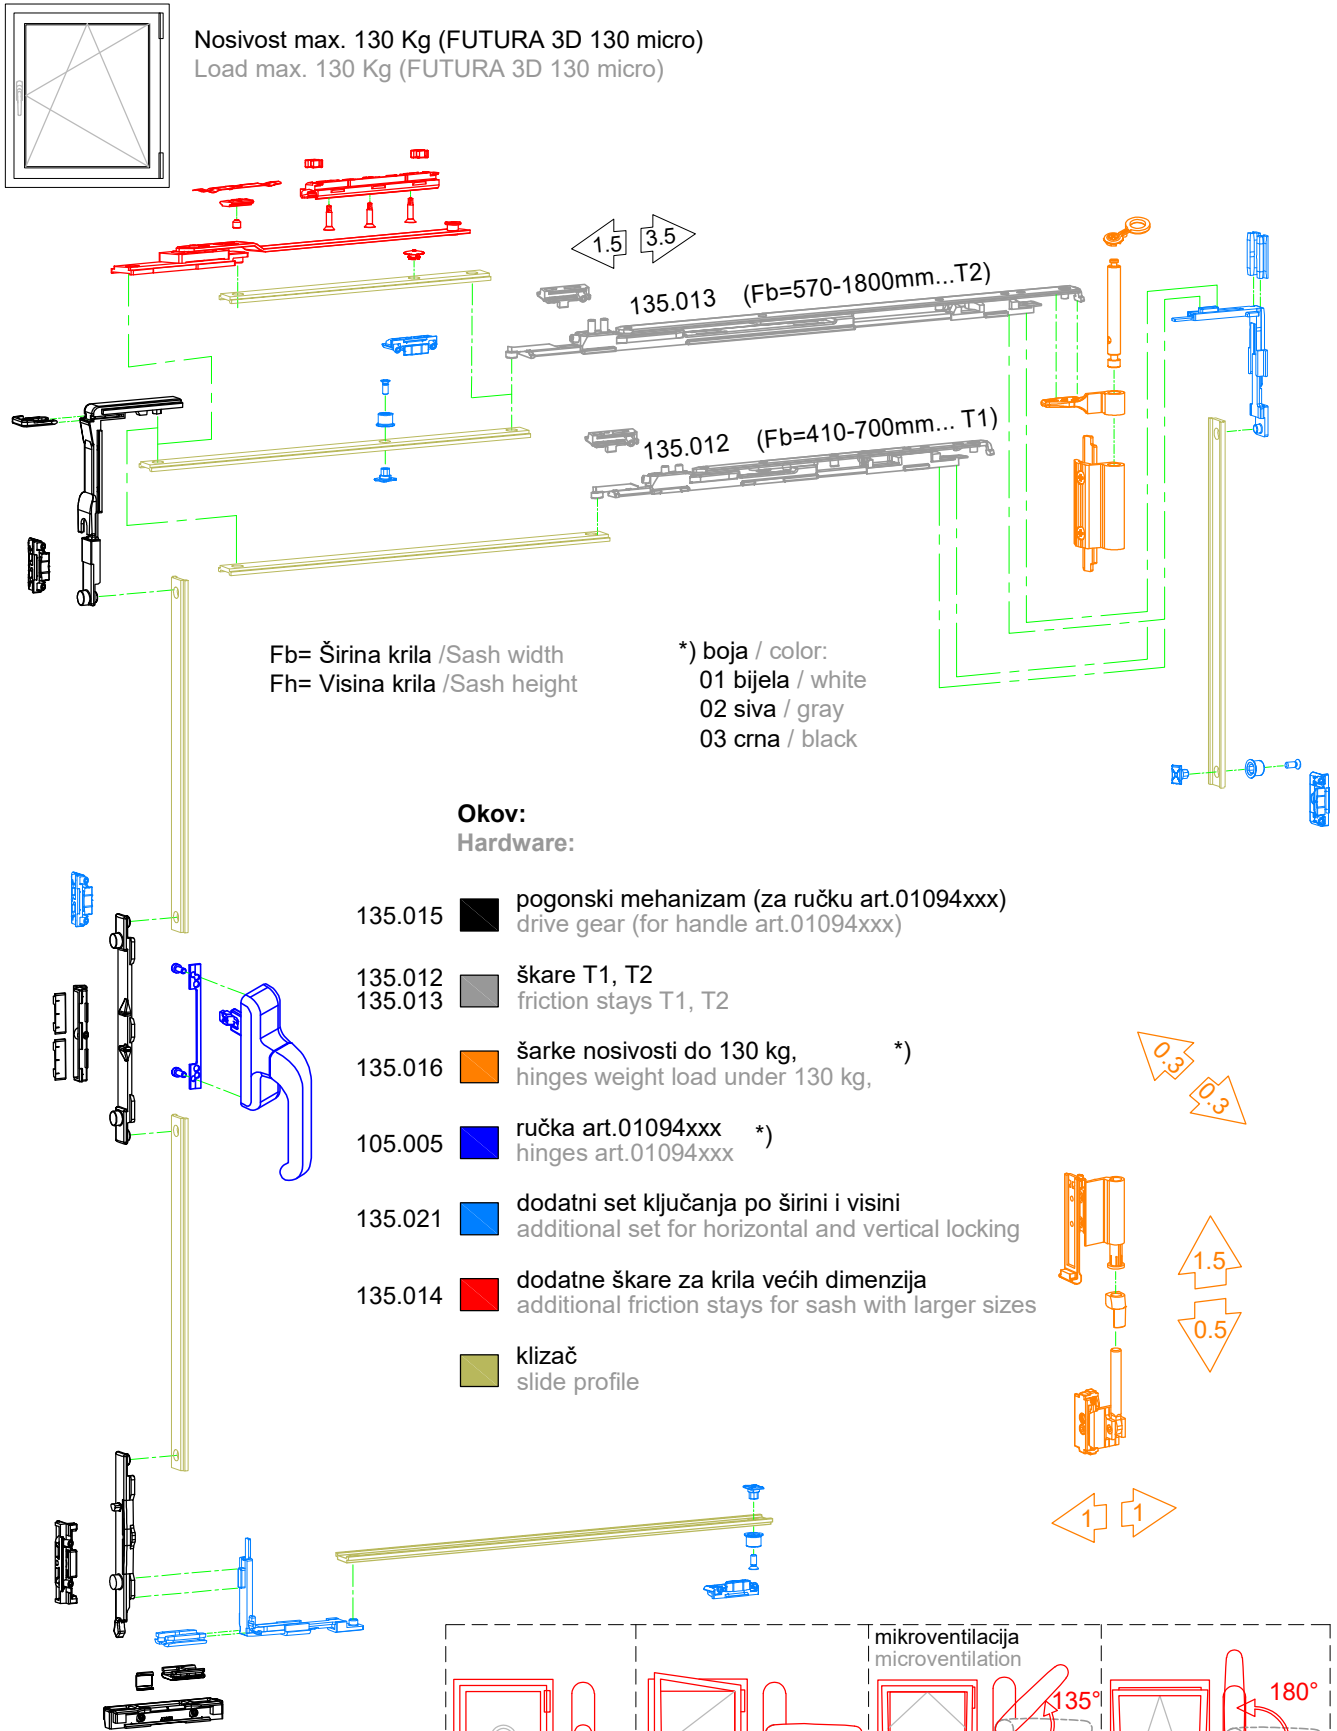 Nosivost max. 130 Kg (FUTURA 3D 130 micro)
Load max. 130 Kg (FUTURA 3D 130 micro)
1.5
3.5
135.013 (Fb=570-1800mm...T2)
135.012 (Fb=410-700mm... T1)
Fb= Širina krila /Sash width
Fh= Visina krila /Sash height
*) boja / color:
01 bijela / white
02 siva / gray
03 crna / black
Okov:
Hardware:
135.015
pogonski mehanizam (za ručku art.01094xxx)
drive gear (for handle art.01094xxx)
135.012
135.013
škare T1, T2
friction stays T1, T2
135.016
šarke nosivosti do 130 kg, *)
hinges weight load under 130 kg,
105.005
ručka art.01094xxx *)
hinges art.01094xxx
135.021
dodatni set ključanja po širini i visini
additional set for horizontal and vertical locking
135.014
dodatne škare za krila većih dimenzija
additional friction stays for sash with larger sizes
klizač
slide profile
0.3
0.3
1.5
0.5
1
1
mikroventilacija
microventilation
135°
180°